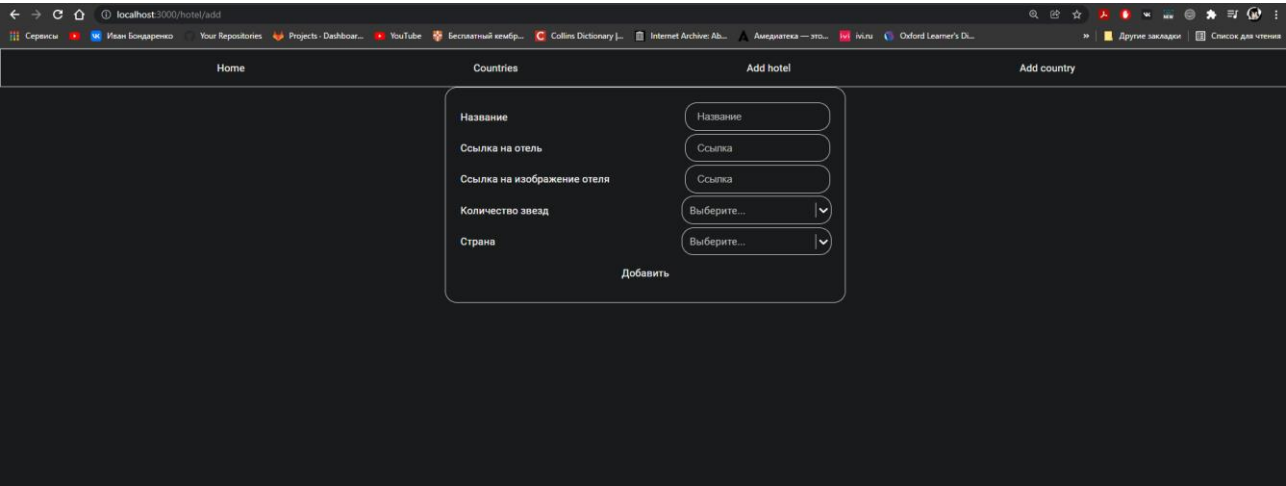 localhost:3000/hotel/add
Сервисы Иван Бондаренко Your Repositories Projects · Dashboar... YouTube Бесплатный кембр... Collins Dictionary |... Internet Archive: Ab... Амедиатека — это... ivi.ru Oxford Learner's Di... » Другие закладки Список для чтения
Home Countries Add hotel Add country
Название Название
Ссылка на отель Ссылка
Ссылка на изображение отеля Ссылка
Количество звезд Выберите...
Страна Выберите...
Добавить